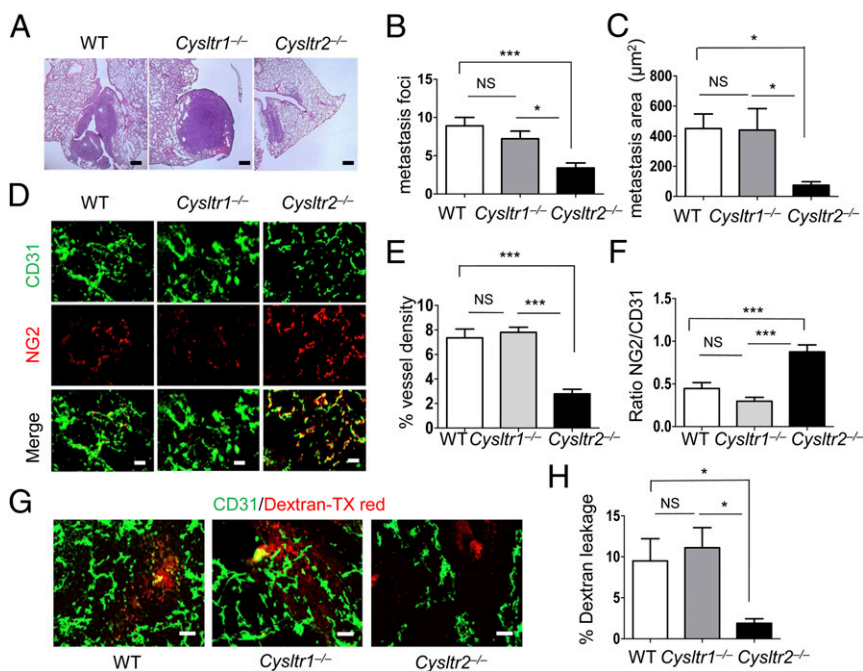 A
WT Cysltr1–/– Cysltr2–/–
B
metastasis foci
15
10
5
0
***
NS
*
WT Cysltr1–/– Cysltr2–/–
C
metastasis area (µm²)
800
600
400
200
0
*
NS
*
WT Cysltr1–/– Cysltr2–/–
D
WT Cysltr1–/– Cysltr2–/–
CD31
NG2
Merge
E
% vessel density
10
8
6
4
2
0
***
NS
***
WT Cysltr1–/– Cysltr2–/–
F
Ratio NG2/CD31
1.5
1.0
0.5
0.0
***
NS
***
WT Cysltr1–/– Cysltr2–/–
G
CD31/Dextran-TX red
WT Cysltr1–/– Cysltr2–/–
H
% Dextran leakage
20
15
10
5
0
*
NS
*
WT Cysltr1–/– Cysltr2–/–